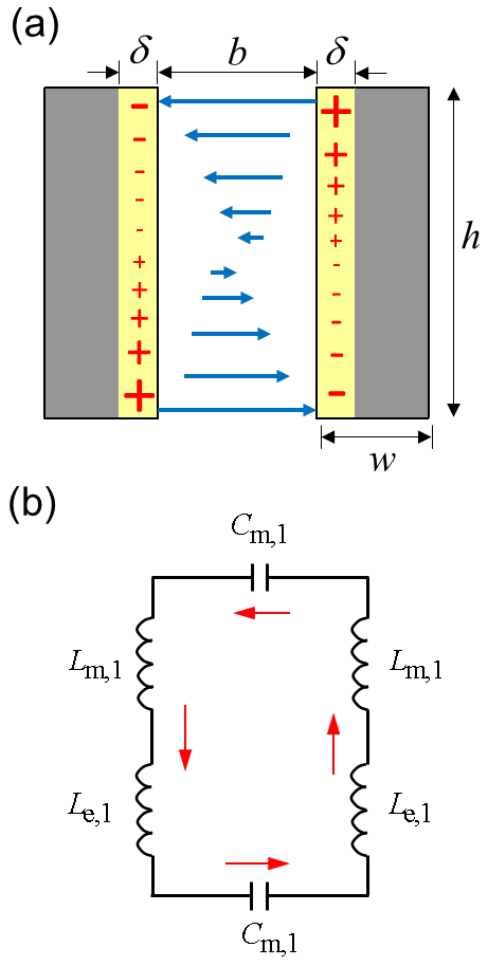 (a)
δ b δ
h
w
(b)
C_m,1
L_m,1 L_m,1
L_e,1 L_e,1
C_m,1